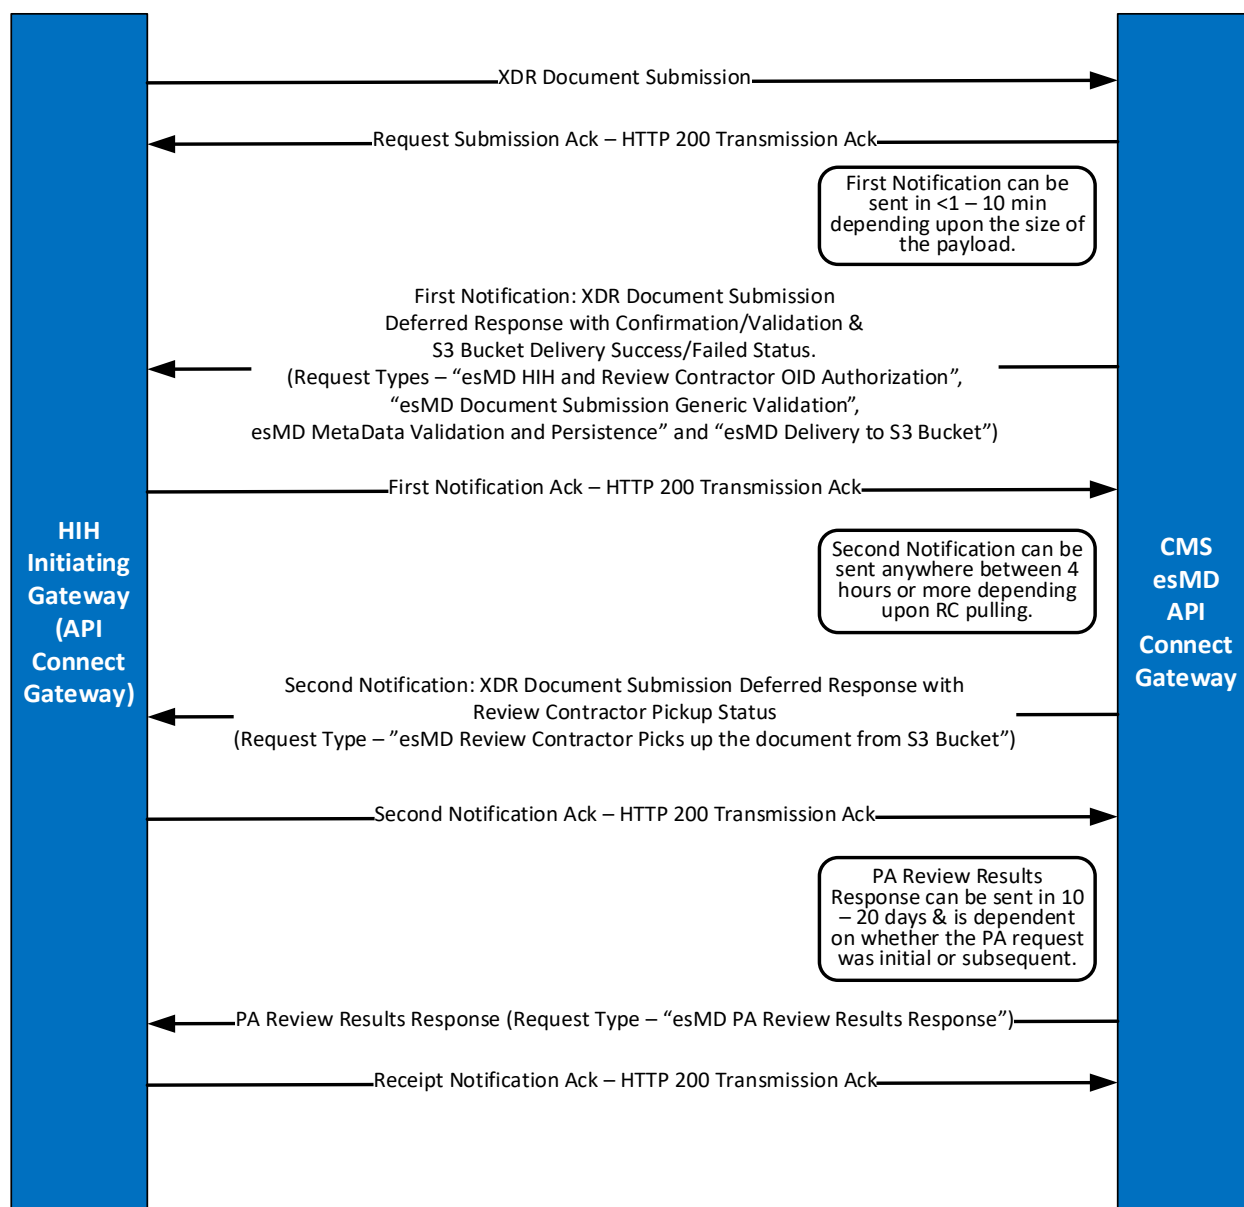 XDR Document Submission
Request Submission Ack – HTTP 200 Transmission Ack
First Notification can be
sent in <1 – 10 min
depending upon the size of
the payload.
First Notification: XDR Document Submission
Deferred Response with Confirmation/Validation &
S3 Bucket Delivery Success/Failed Status.
(Request Types – “esMD HIH and Review Contractor OID Authorization”,
“esMD Document Submission Generic Validation”,
esMD MetaData Validation and Persistence” and “esMD Delivery to S3 Bucket”)
First Notification Ack – HTTP 200 Transmission Ack
HIH
Initiating
Gateway
(API
Connect
Gateway)
Second Notification can be
sent anywhere between 4
hours or more depending
upon RC pulling.
CMS
esMD
API
Connect
Gateway
Second Notification: XDR Document Submission Deferred Response with
Review Contractor Pickup Status
(Request Type – ”esMD Review Contractor Picks up the document from S3 Bucket”)
Second Notification Ack – HTTP 200 Transmission Ack
PA Review Results
Response can be sent in 10
– 20 days & is dependent
on whether the PA request
was initial or subsequent.
PA Review Results Response (Request Type – “esMD PA Review Results Response”)
Receipt Notification Ack – HTTP 200 Transmission Ack